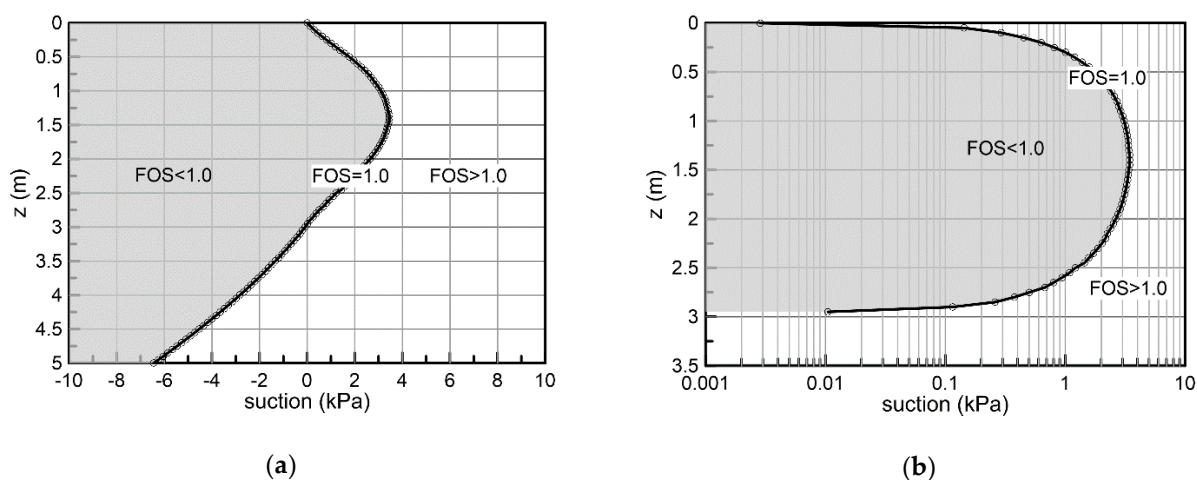 0
0.5
1
1.5
2
2.5
3
3.5
4
4.5
5
z (m)
FOS<1.0
FOS=1.0
FOS>1.0
-10 -8 -6 -4 -2 0 2 4 6 8 10
suction (kPa)
(a)
0
0.5
1
1.5
2
2.5
3
3.5
z (m)
FOS=1.0
FOS<1.0
FOS>1.0
0.001 0.01 0.1 1 10
suction (kPa)
(b)